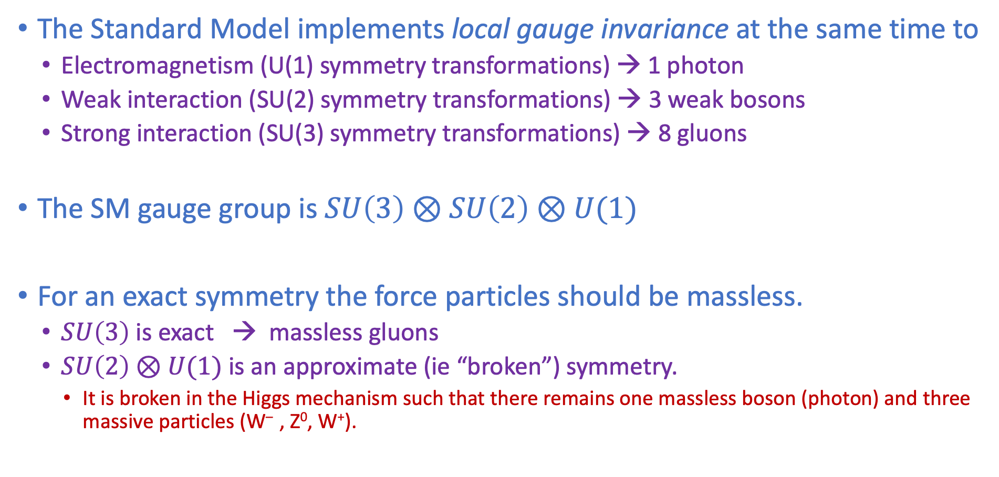 • The Standard Model implements local gauge invariance at the same time to
• Electromagnetism (U(1) symmetry transformations) → 1 photon
• Weak interaction (SU(2) symmetry transformations) → 3 weak bosons
• Strong interaction (SU(3) symmetry transformations) → 8 gluons
• The SM gauge group is 𝑆𝑈(3) ⨂ 𝑆𝑈(2) ⨂ 𝑈(1)
• For an exact symmetry the force particles should be massless.
• 𝑆𝑈(3) is exact → massless gluons
• 𝑆𝑈(2) ⨂ 𝑈(1) is an approximate (ie “broken”) symmetry.
• It is broken in the Higgs mechanism such that there remains one massless boson (photon) and three
massive particles (W⁻ , Z⁰, W⁺).